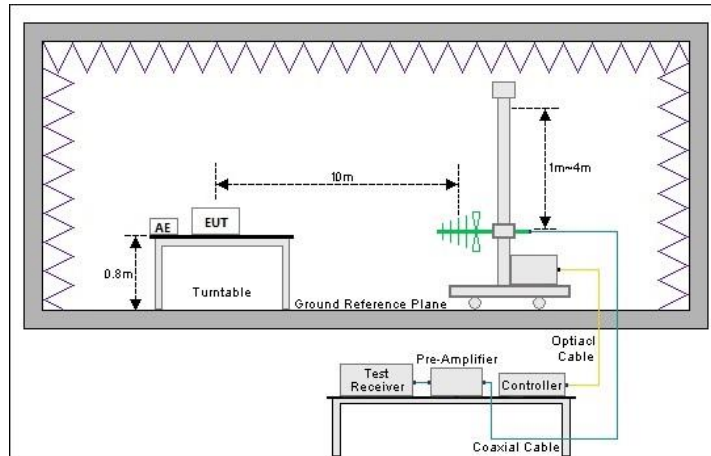 1m~4m
10m
AE
EUT
0.8m
Turntable
Ground Reference Plane
Optiacl
Cable
Pre-Amplifier
Test
Receiver
Controller
Coaxial Cable